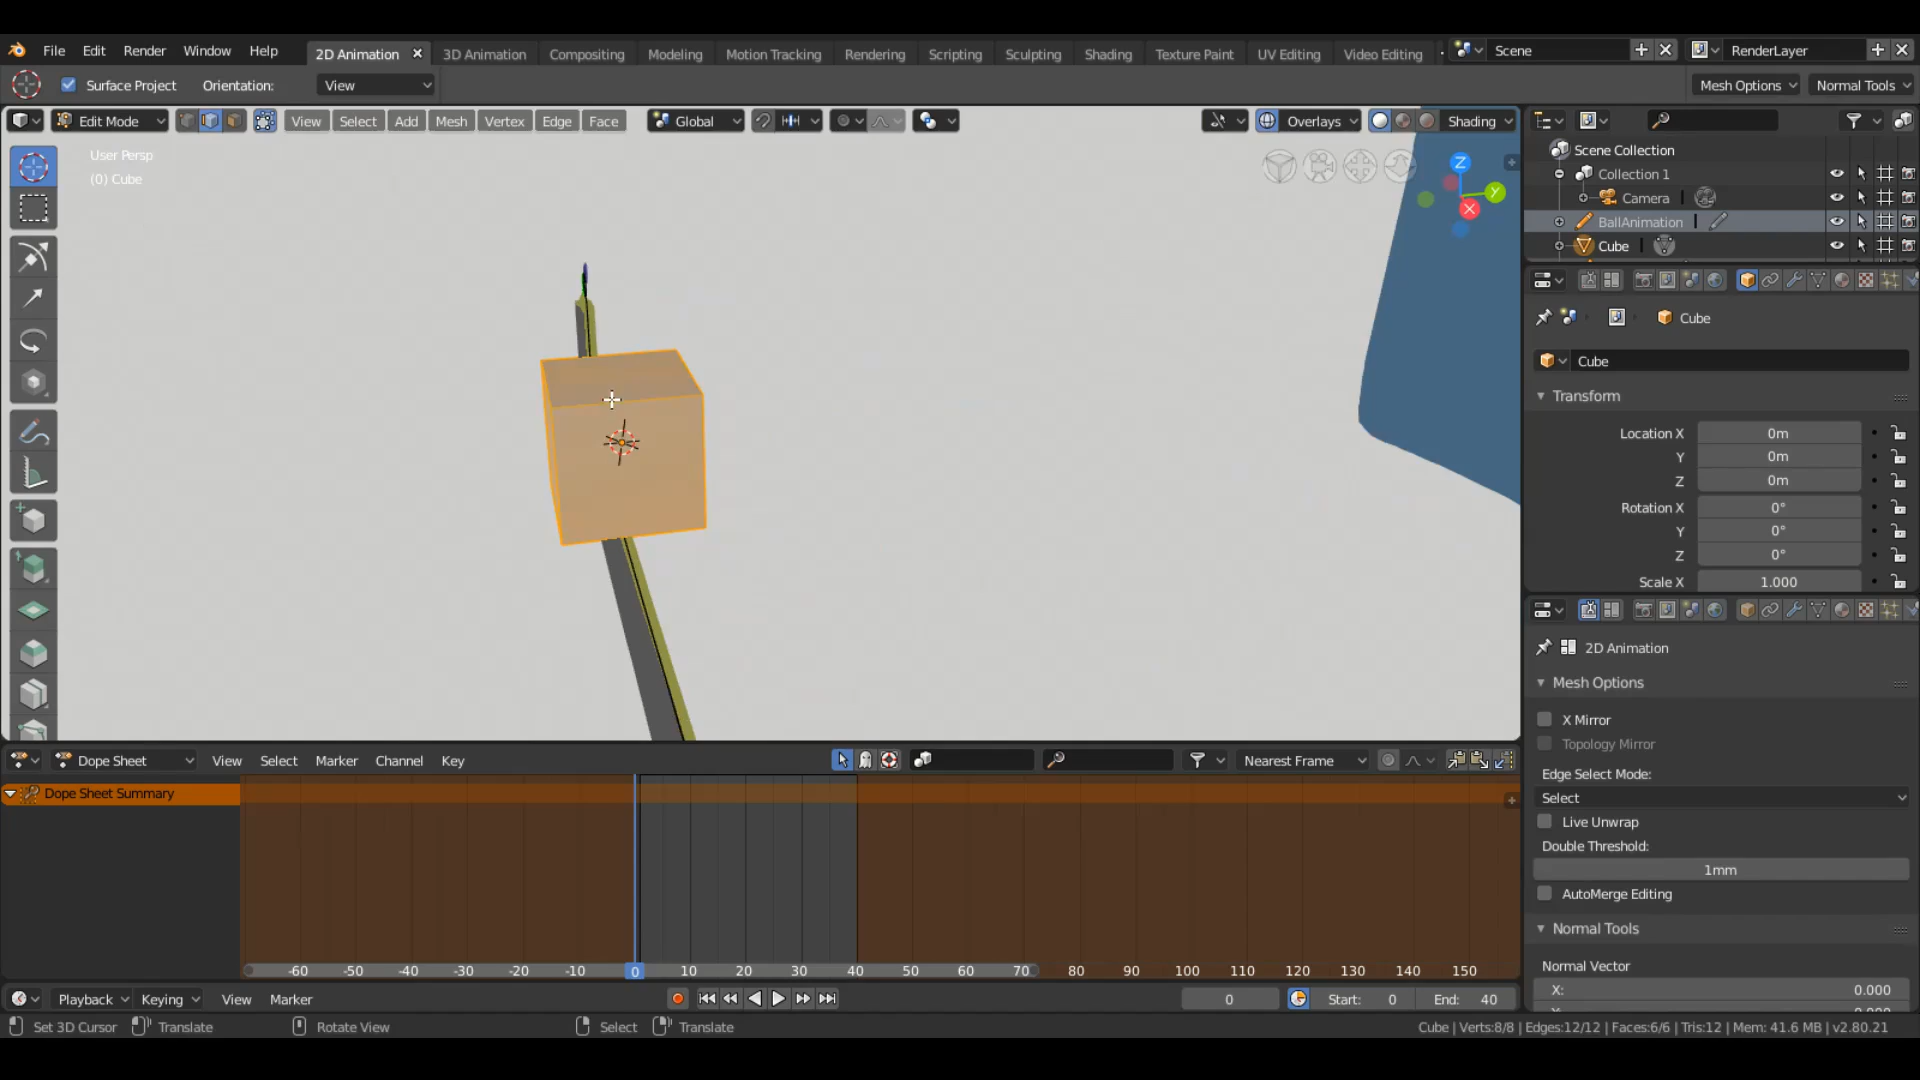 File Edit Render Window Help 2D Animation 3D Animation Compositing Modeling Motion Tracking Rendering Scripting Sculpting Shading Texture Paint UV Editing Video Editing Scene RenderLayer
Surface Project Orientation: View Mesh Options Normal Tools
Edit Mode View Select Add Mesh Vertex Edge Face Global Overlays Shading
User Persp
(0) Cube
Z
Y
X
Scene Collection
Collection 1
Camera
BallAnimation
Cube
Cube
Cube
Transform
Location X 0m
Y 0m
Z 0m
Rotation X 0°
Y 0°
Z 0°
Scale X 1.000
2D Animation
Mesh Options
X Mirror
Topology Mirror
Edge Select Mode:
Select
Live Unwrap
Double Threshold:
1mm
AutoMerge Editing
Normal Tools
Normal Vector
X: 0.000
Dope Sheet View Select Marker Channel Key Nearest Frame
Dope Sheet Summary
-60 -50 -40 -30 -20 -10 0 10 20 30 40 50 60 70 80 90 100 110 120 130 140 150
Playback Keying View Marker 0 Start: 0 End: 40
Set 3D Cursor Translate Rotate View Select Translate Cube | Verts:8/8 | Edges:12/12 | Faces:6/6 | Tris:12 | Mem: 41.6 MB | v2.80.21